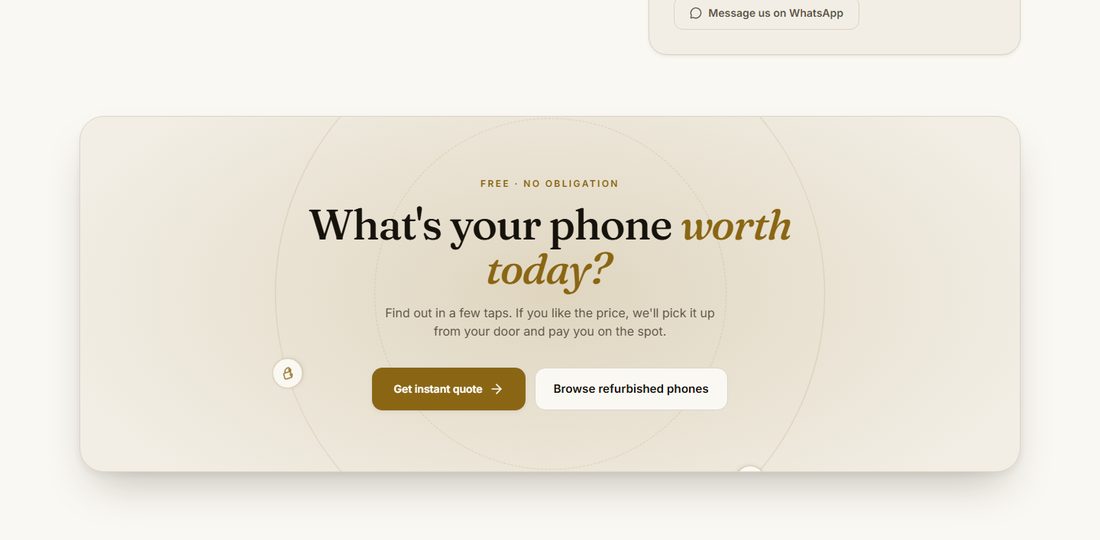 Message us on WhatsApp
FREE · NO OBLIGATION
What's your phone worth
today?
Find out in a few taps. If you like the price, we'll pick it up
from your door and pay you on the spot.
Get instant quote
Browse refurbished phones